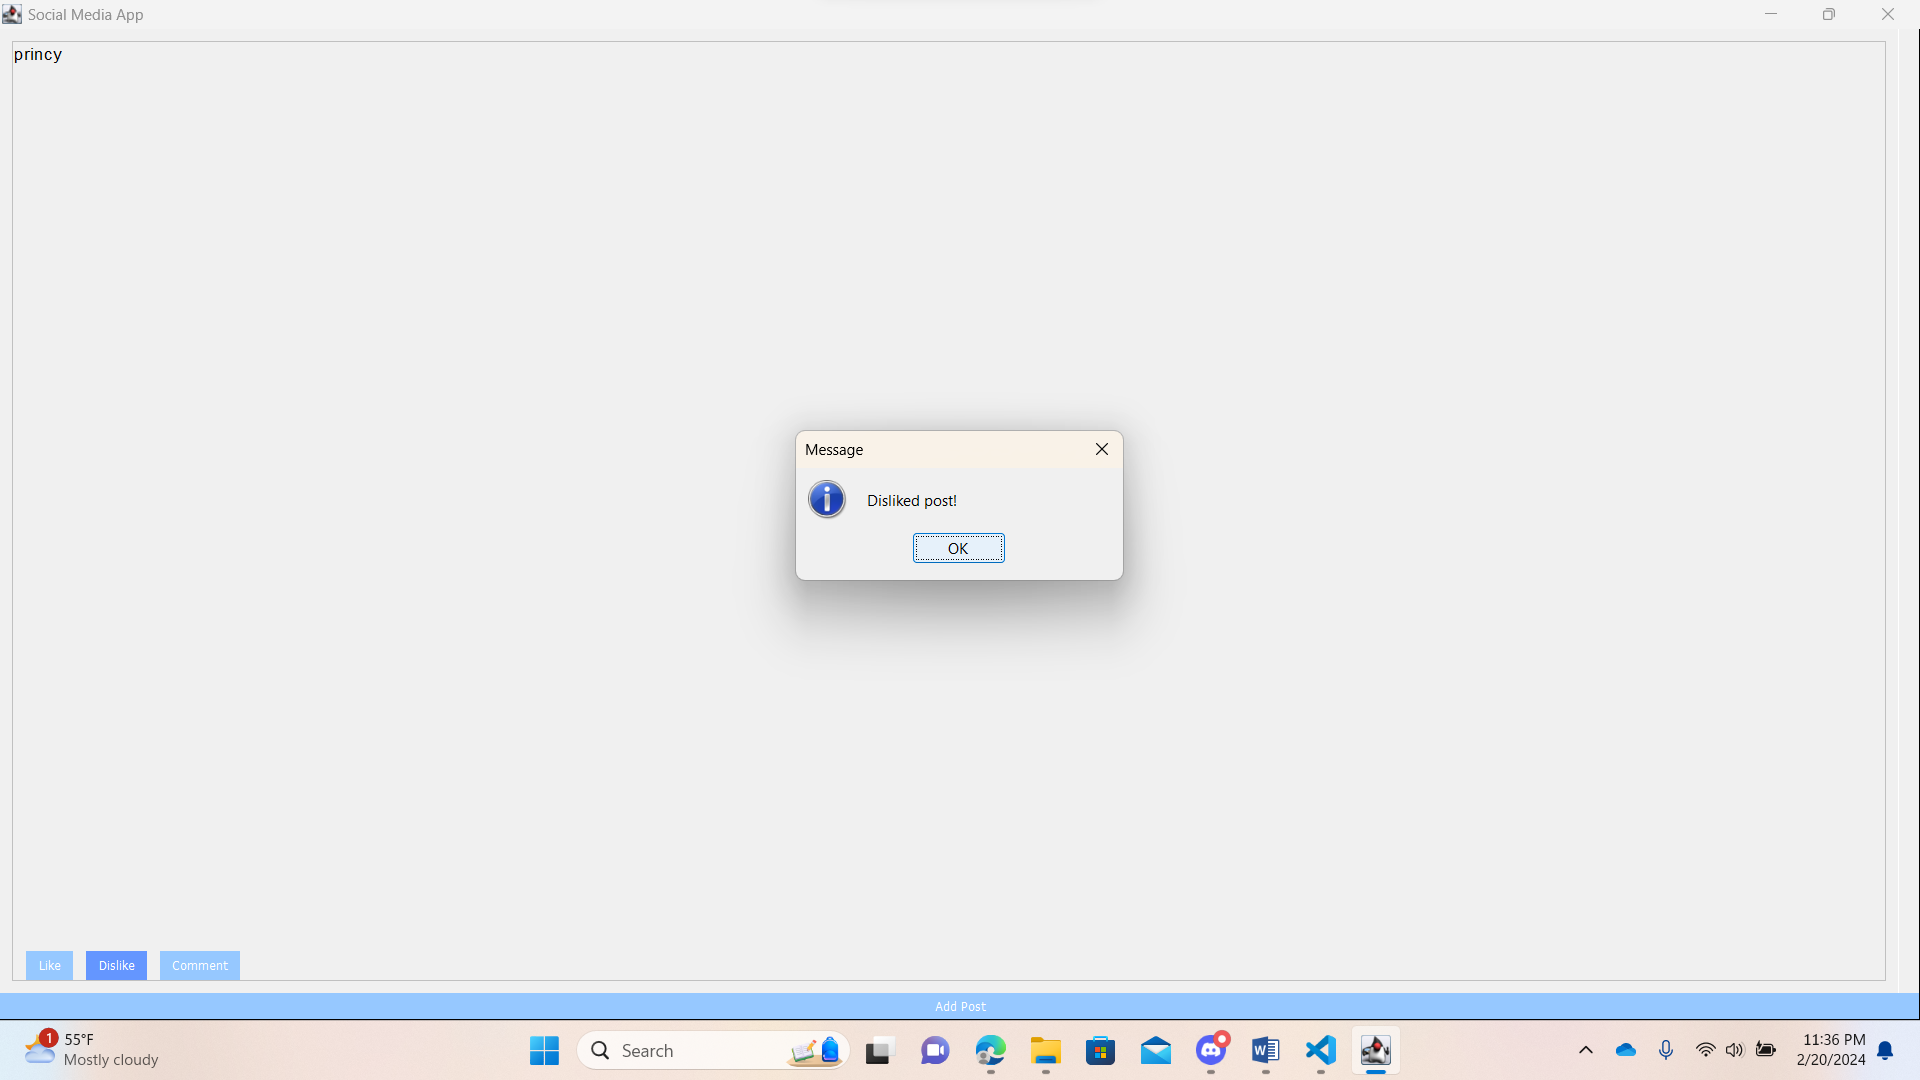 Social Media App
princy
Message
Disliked post!
OK
Like Dislike Comment
Add Post
1
55°F
Mostly cloudy
Search
11:36 PM
2/20/2024